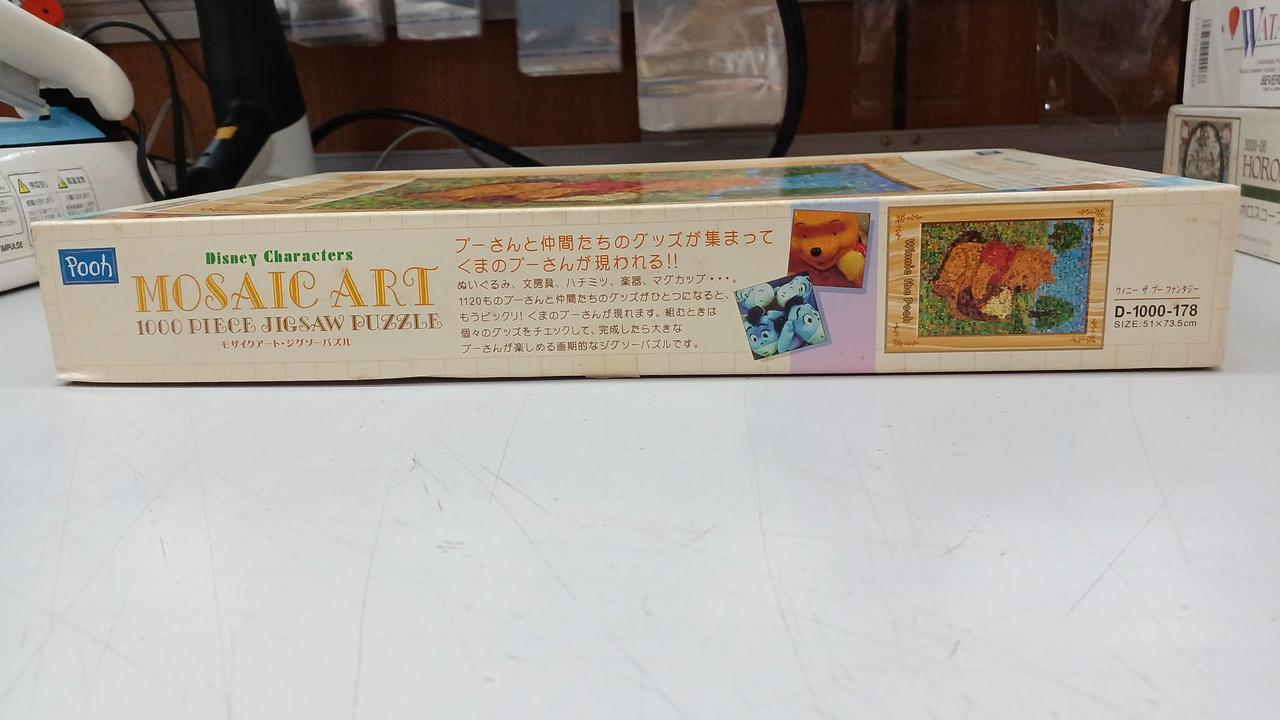 Pooh
Disney Characters
MOSAIC ART
1000 PIECE JIGSAW PUZZLE
モザイクアート・ジグソーパズル
プーさんと仲間たちのグッズが集まって
くまのプーさんが現われる!!
ぬいぐるみ、文房具、ハチミツ、楽器、マグカップ・・・。
1120ものプーさんと仲間たちのグッズがひとつになると、
もうビックリ!くまのプーさんが現れます。組むときは
個々のグッズをチェックして、完成したら大きな
プーさんが楽しめる画期的なジグソーパズルです。
Winnie the Pooh
ウィニー ザ プー ファンタジー
D-1000-178
SIZE:51×73.5cm
WAT
BEVER
HORO
ホロスコー
IMPULSE